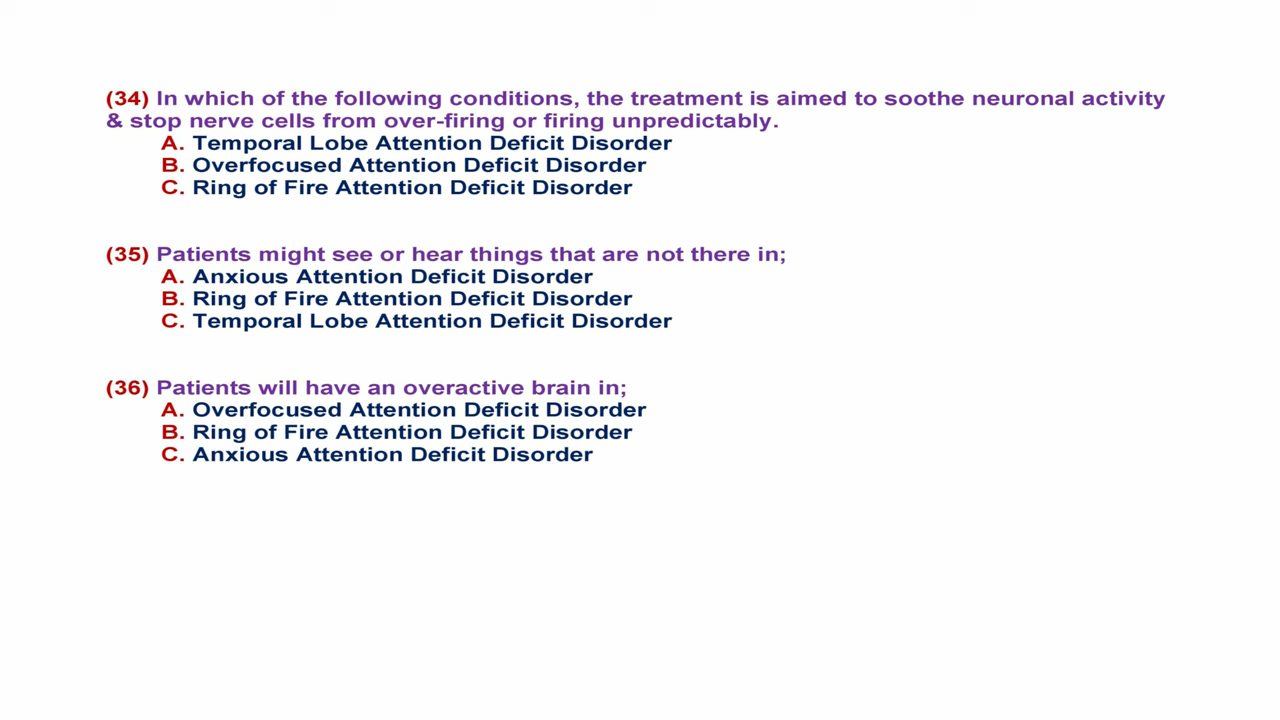 (34) In which of the following conditions, the treatment is aimed to soothe neuronal activity
& stop nerve cells from over-firing or firing unpredictably.
A. Temporal Lobe Attention Deficit Disorder
B. Overfocused Attention Deficit Disorder
C. Ring of Fire Attention Deficit Disorder
(35) Patients might see or hear things that are not there in;
A. Anxious Attention Deficit Disorder
B. Ring of Fire Attention Deficit Disorder
C. Temporal Lobe Attention Deficit Disorder
(36) Patients will have an overactive brain in;
A. Overfocused Attention Deficit Disorder
B. Ring of Fire Attention Deficit Disorder
C. Anxious Attention Deficit Disorder